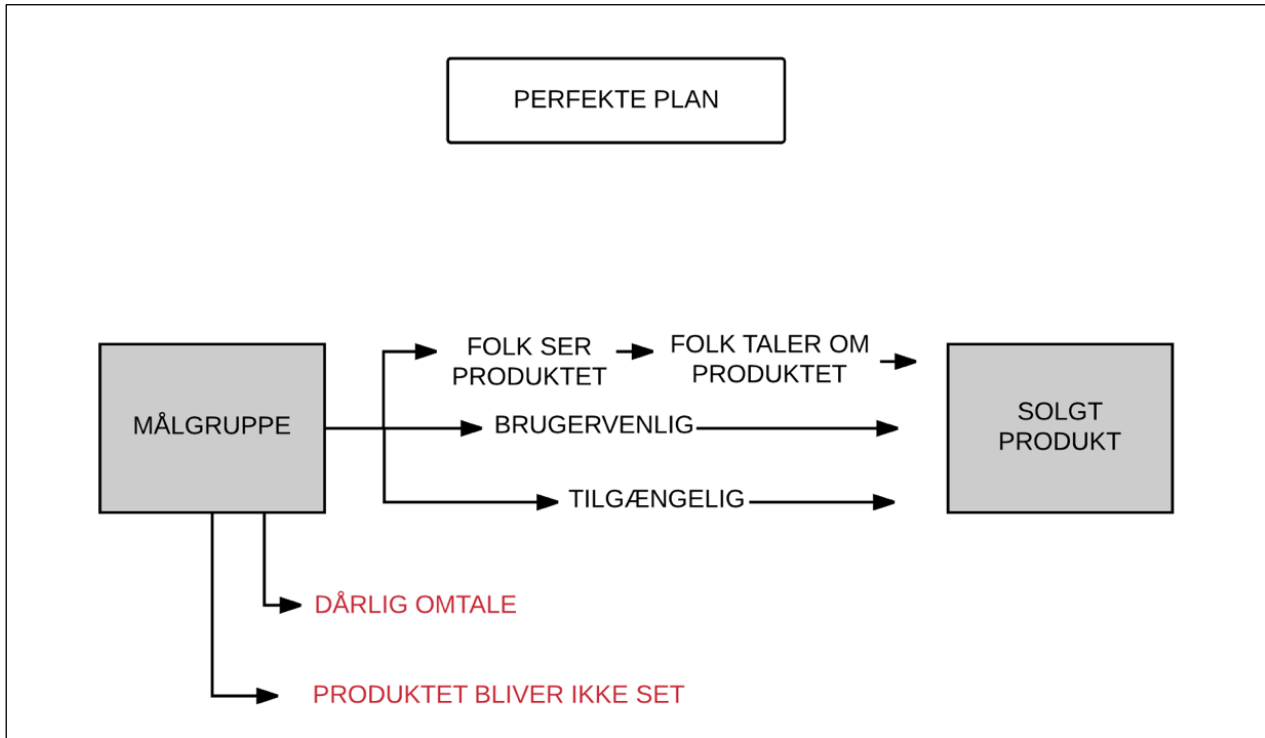 PERFEKTE PLAN
FOLK SER
PRODUKTET
FOLK TALER OM
PRODUKTET
MÅLGRUPPE
BRUGERVENLIG
SOLGT
PRODUKT
TILGÆNGELIG
DÅRLIG OMTALE
PRODUKTET BLIVER IKKE SET